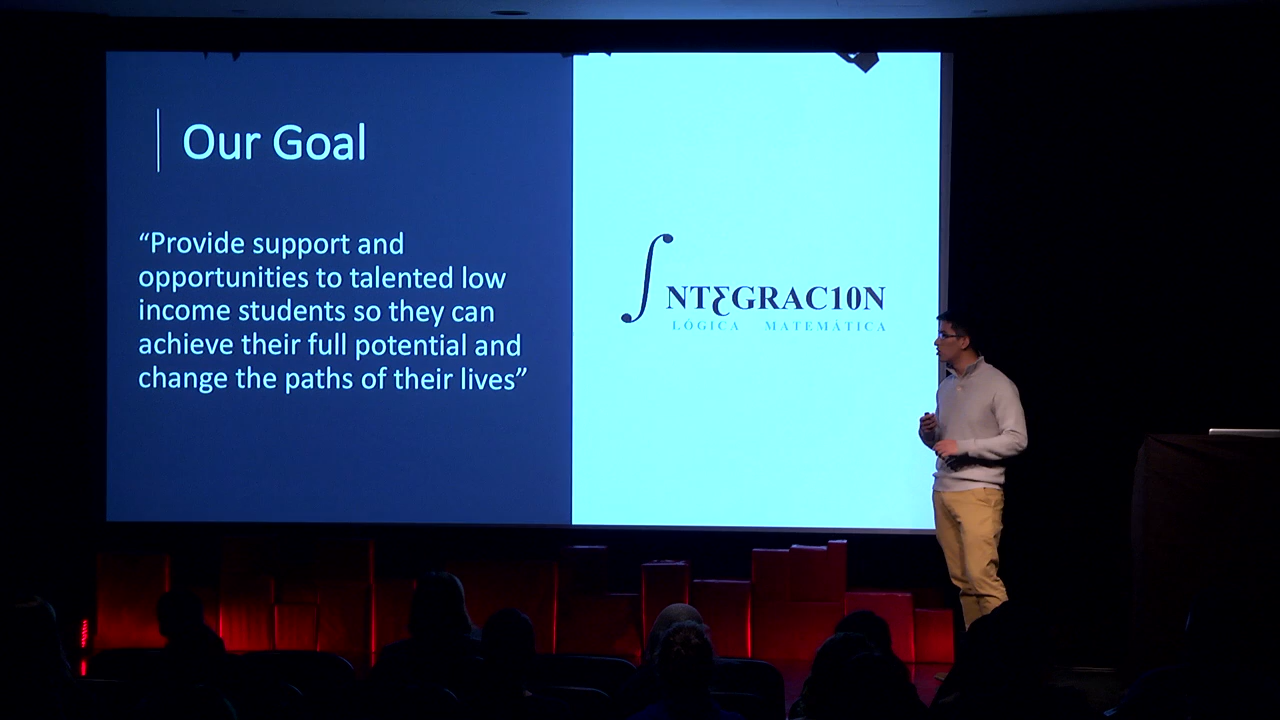 Our Goal
“Provide support and
opportunities to talented low
income students so they can
achieve their full potential and
change the paths of their lives”
∫NTƸGRAC10N
LÓGICA MATEMÁTICA